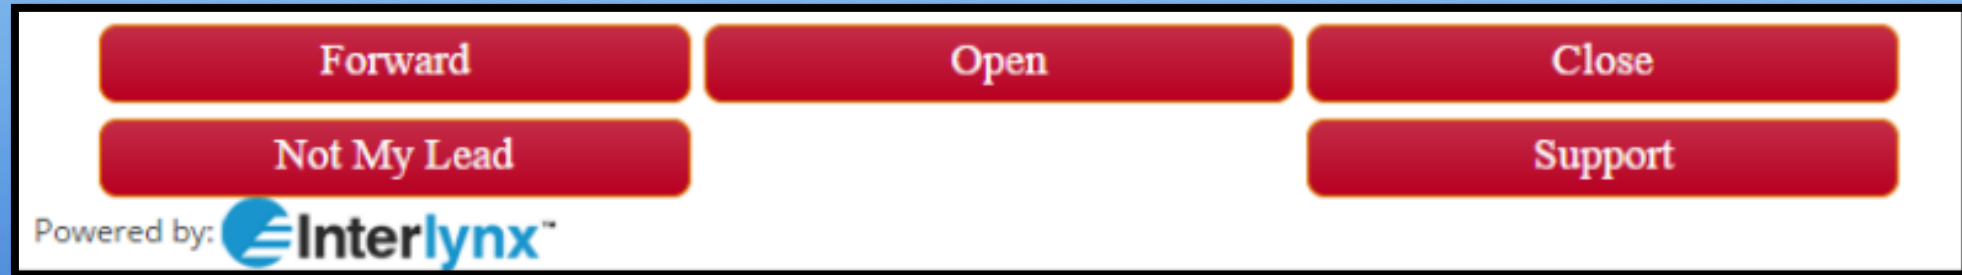 Forward Open Close
Not My Lead Support
Powered by: Interlynx™